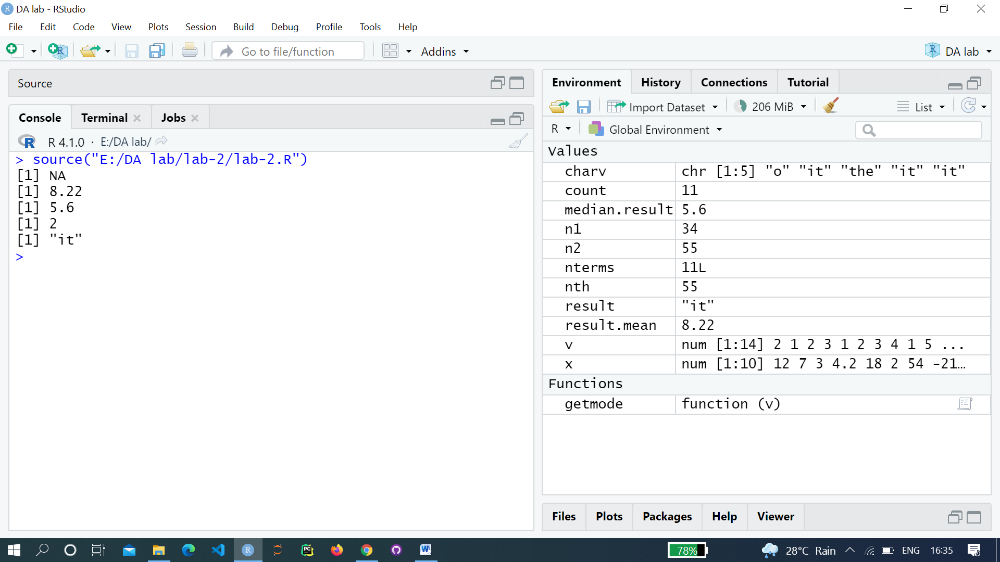 DA lab - RStudio
File Edit Code View Plots Session Build Debug Profile Tools Help
Go to file/function Addins DA lab
Source
Console Terminal Jobs
R 4.1.0 · E:/DA lab/
> source("E:/DA lab/lab-2/lab-2.R")
[1] NA
[1] 8.22
[1] 5.6
[1] 2
[1] "it"
>
Environment History Connections Tutorial
Import Dataset 206 MiB List
R Global Environment
Values
charv chr [1:5] "o" "it" "the" "it" "it"
count 11
median.result 5.6
n1 34
n2 55
nterms 11L
nth 55
result "it"
result.mean 8.22
v num [1:14] 2 1 2 3 1 2 3 4 1 5 ...
x num [1:10] 12 7 3 4.2 18 2 54 -21…
Functions
getmode function (v)
Files Plots Packages Help Viewer
78% 28°C Rain ENG 16:35